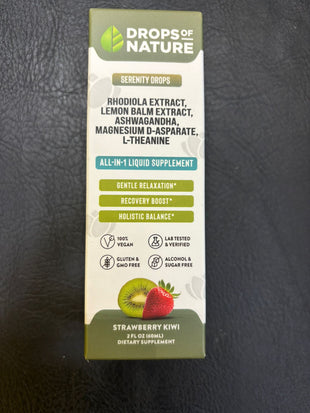 DROPS OF
NATURE
SERENITY DROPS
RHODIOLA EXTRACT,
LEMON BALM EXTRACT,
ASHWAGANDHA,
MAGNESIUM D-ASPARATE,
L-THEANINE
ALL-IN-1 LIQUID SUPPLEMENT
GENTLE RELAXATION*
RECOVERY BOOST*
HOLISTIC BALANCE*
100%
VEGAN
LAB TESTED
& VERIFIED
GLUTEN &
GMO FREE
ALCOHOL &
SUGAR FREE
STRAWBERRY KIWI
2 FL OZ (60ML)
DIETARY SUPPLEMENT